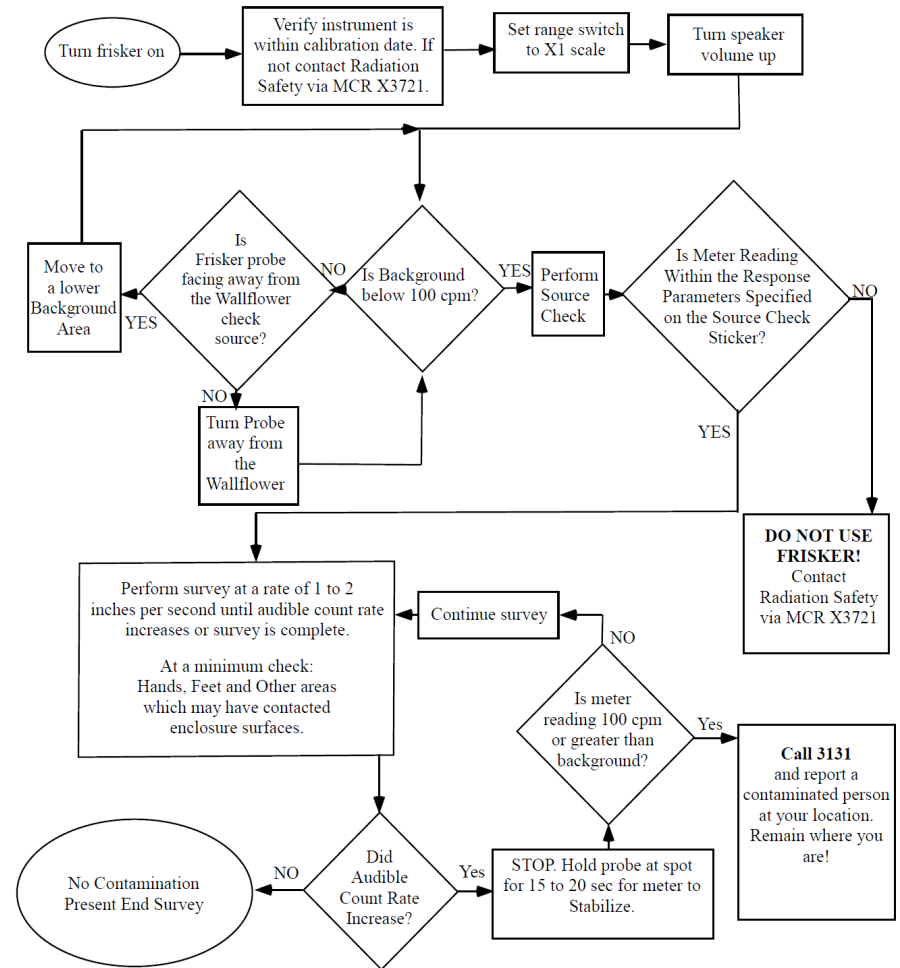 Turn frisker on
Verify instrument is
within calibration date. If
not contact Radiation
Safety via MCR X3721.
Set range switch
to X1 scale
Turn speaker
volume up
Move to
a lower
Background
Area
YES
Is
Frisker probe
facing away from
the Wallflower
check
source?
NO
Is Background
below 100 cpm?
YES
Perform
Source
Check
Is Meter Reading
Within the Response
Parameters Specified
on the Source Check
Sticker?
NO
NO
Turn Probe
away from
the
Wallflower
YES
DO NOT USE
FRISKER!
Contact
Radiation Safety
via MCR X3721
Perform survey at a rate of 1 to 2
inches per second until audible count rate
increases or survey is complete.
At a minimum check:
Hands, Feet and Other areas
which may have contacted
enclosure surfaces.
Continue survey
NO
Is meter
reading 100 cpm
or greater than
background?
Yes
Call 3131
and report a
contaminated person
at your location.
Remain where you
are!
No Contamination
Present End Survey
NO
Did
Audible
Count Rate
Increase?
Yes
STOP. Hold probe at spot
for 15 to 20 sec for meter to
Stabilize.